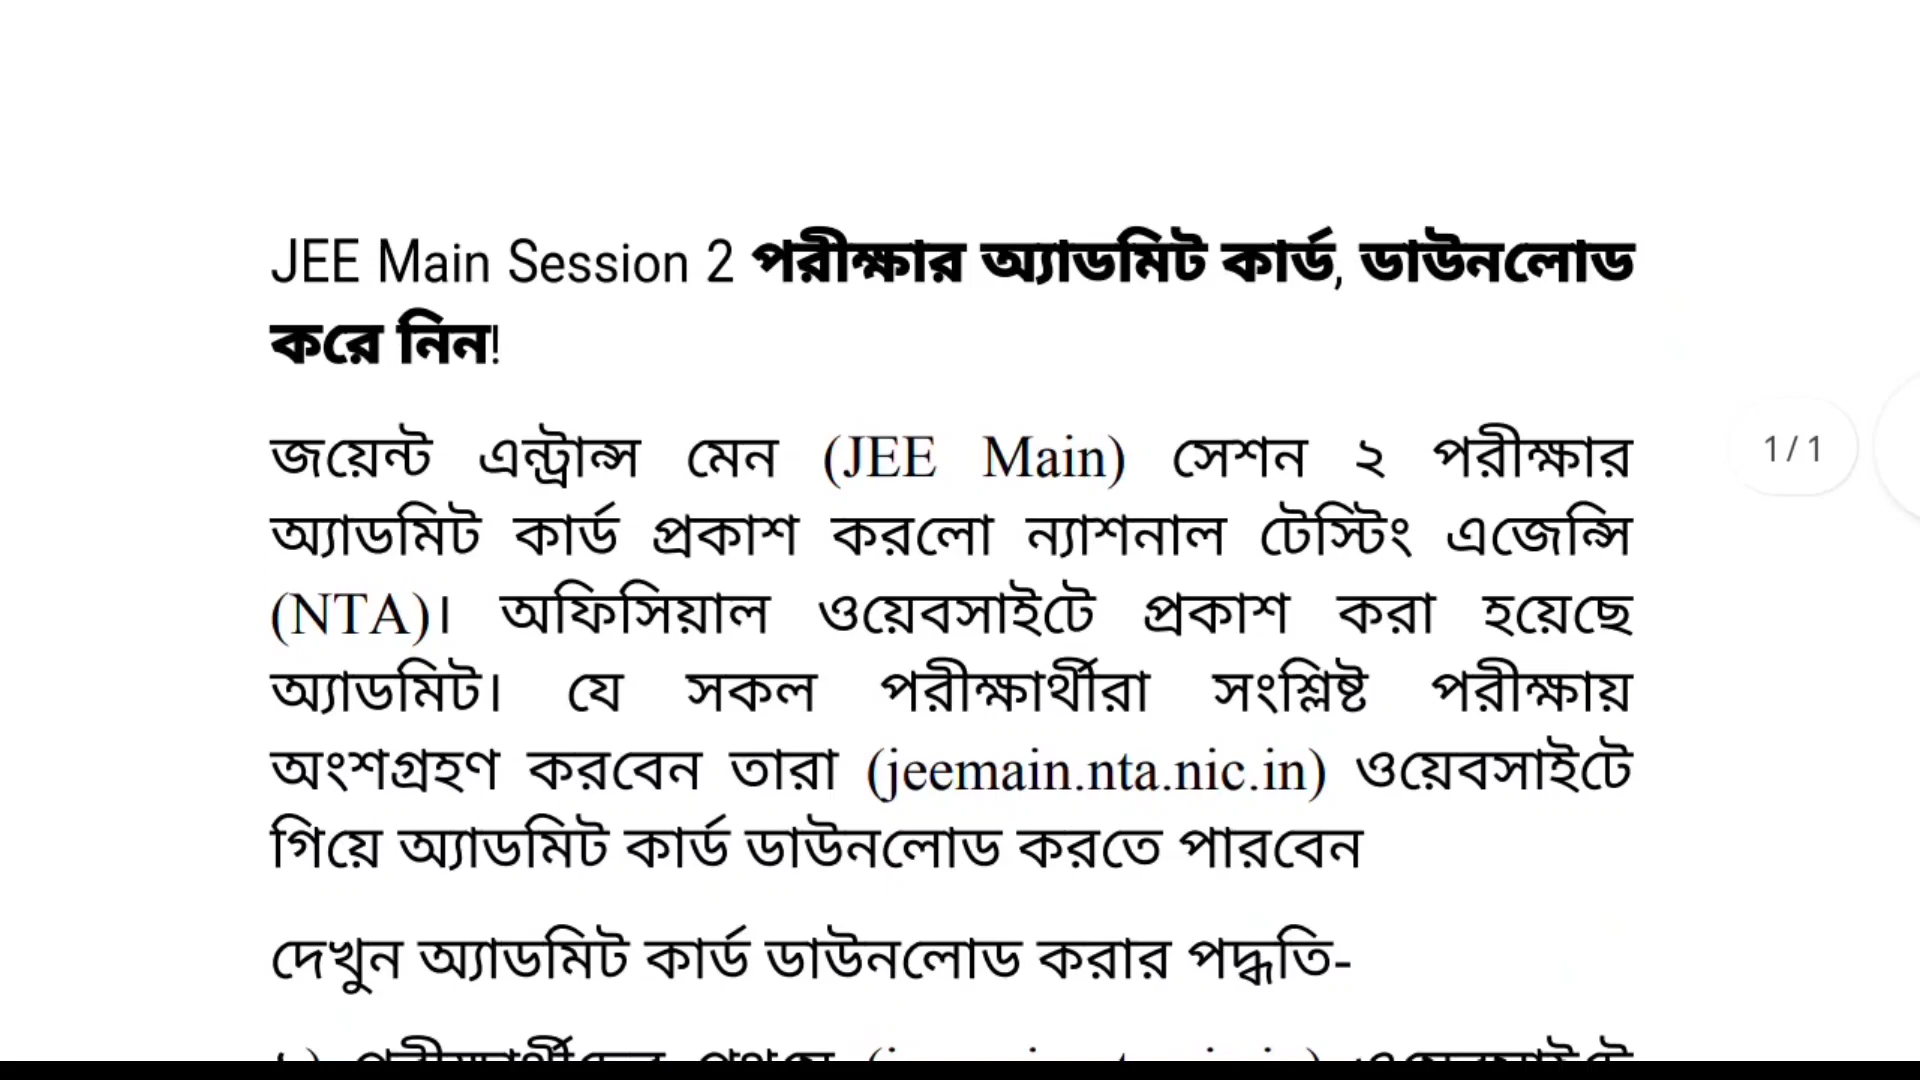 JEE Main Session 2 পরীক্ষার অ্যাডমিট কার্ড, ডাউনলোড
করে নিন!
জয়েন্ট এন্ট্রান্স মেন (JEE Main) সেশন ২ পরীক্ষার
অ্যাডমিট কার্ড প্রকাশ করলো ন্যাশনাল টেস্টিং এজেন্সি
(NTA)। অফিসিয়াল ওয়েবসাইটে প্রকাশ করা হয়েছে
অ্যাডমিট। যে সকল পরীক্ষার্থীরা সংশ্লিষ্ট পরীক্ষায়
অংশগ্রহণ করবেন তারা (jeemain.nta.nic.in) ওয়েবসাইটে
গিয়ে অ্যাডমিট কার্ড ডাউনলোড করতে পারবেন
দেখুন অ্যাডমিট কার্ড ডাউনলোড করার পদ্ধতি-
1/1